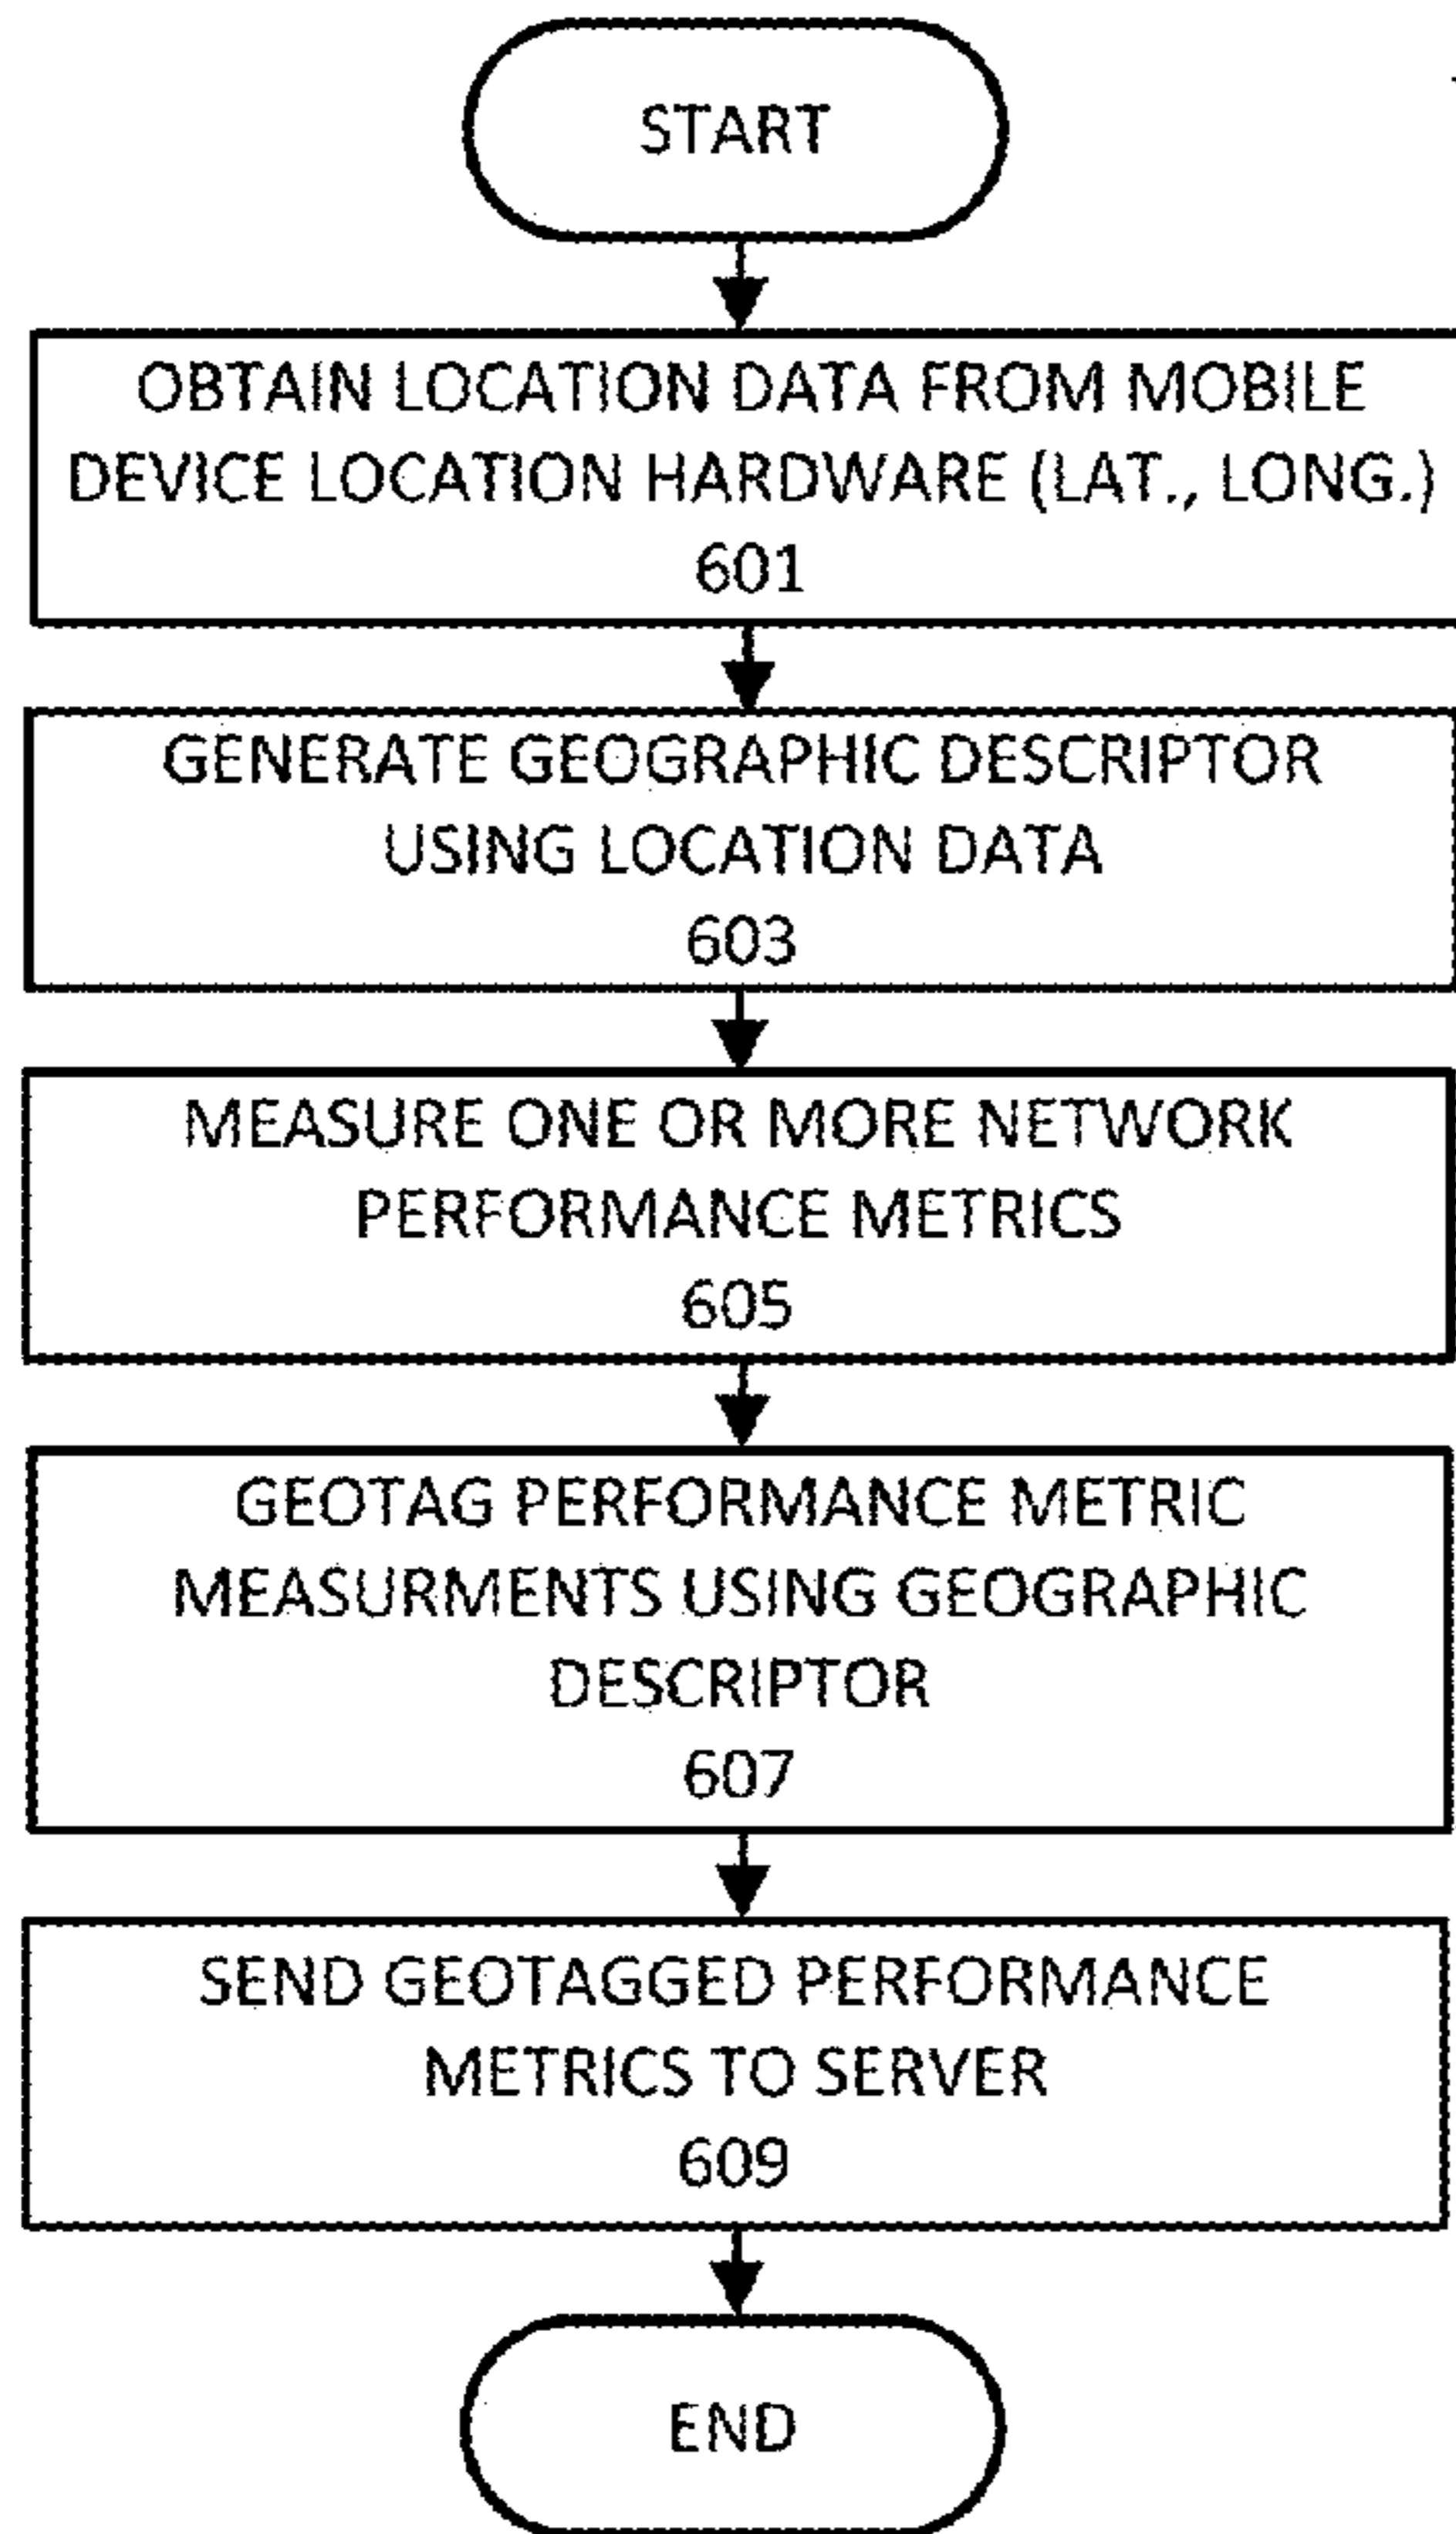 START
OBTAIN LOCATION DATA FROM MOBILE
DEVICE LOCATION HARDWARE (LAT., LONG.)
601
GENERATE GEOGRAPHIC DESCRIPTOR
USING LOCATION DATA
603
MEASURE ONE OR MORE NETWORK
PERFORMANCE METRICS
605
GEOTAG PERFORMANCE METRIC
MEASURMENTS USING GEOGRAPHIC
DESCRIPTOR
607
SEND GEOTAGGED PERFORMANCE
METRICS TO SERVER
609
END